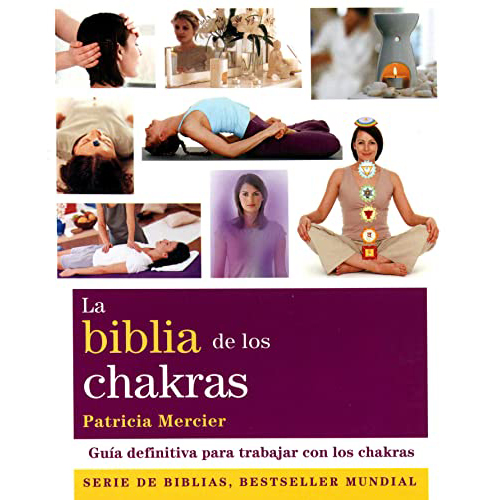 La
biblia de los
chakras
Patricia Mercier
Guía definitiva para trabajar con los chakras
SERIE DE BIBLIAS, BESTSELLER MUNDIAL